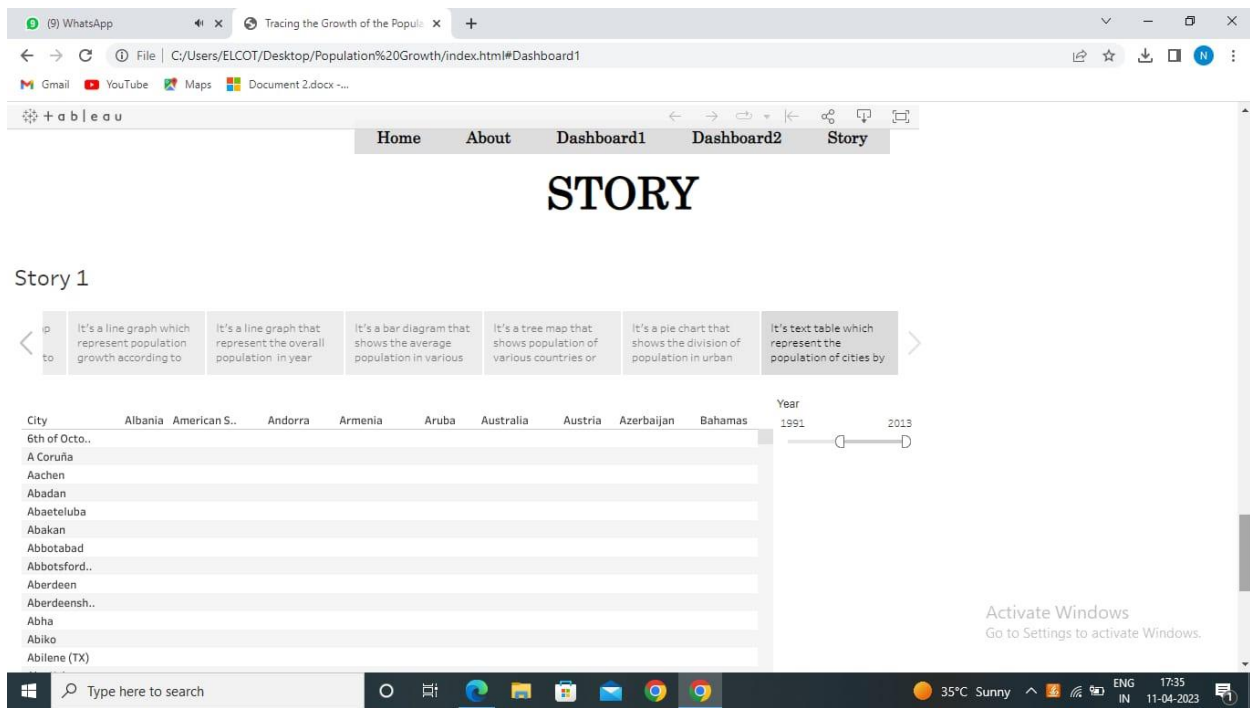 (9) WhatsApp
Tracing the Growth of the Popula
File | C:/Users/ELCOT/Desktop/Population%20Growth/index.html#Dashboard1
N
Gmail YouTube Maps Document 2.docx -...
+ a b | e a u
Home About Dashboard1 Dashboard2 Story
STORY
Story 1
p
to
It's a line graph which
represent population
growth according to
It's a line graph that
represent the overall
population in year
It's a bar diagram that
shows the average
population in various
It's a tree map that
shows population of
various countries or
It's a pie chart that
shows the division of
population in urban
It's text table which
represent the
population of cities by
Year
1991 2013
City Albania American S.. Andorra Armenia Aruba Australia Austria Azerbaijan Bahamas
6th of Octo..
A Coruña
Aachen
Abadan
Abaeteluba
Abakan
Abbotabad
Abbotsford..
Aberdeen
Aberdeensh..
Abha
Abiko
Abilene (TX)
Activate Windows
Go to Settings to activate Windows.
Type here to search
35°C Sunny
ENG
IN
17:35
11-04-2023